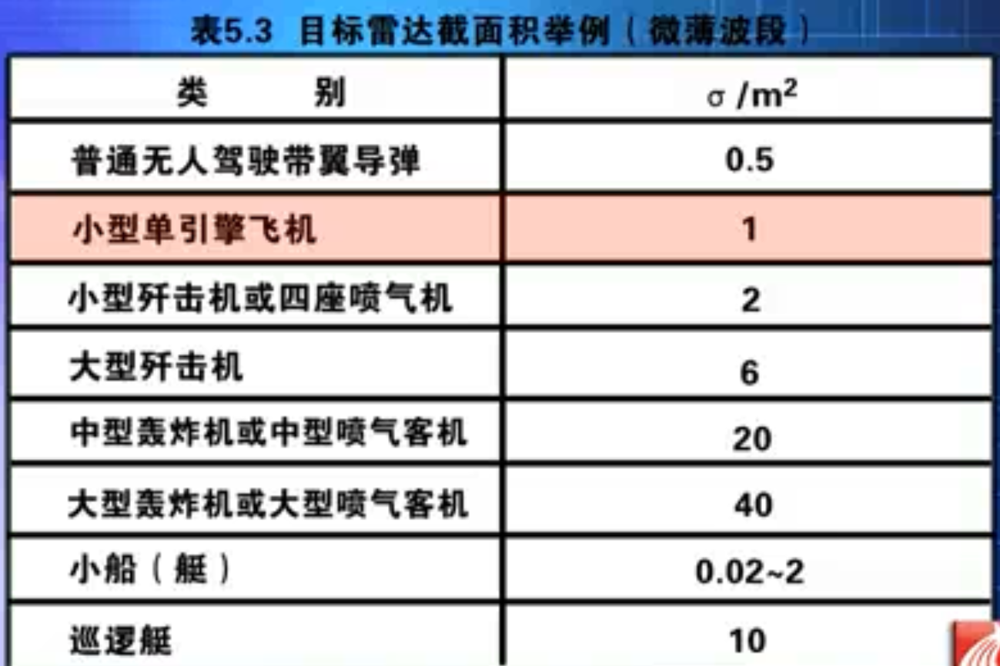 表5.3 目标雷达截面积举例（微薄波段）
类 别 σ/m²
普通无人驾驶带翼导弹 0.5
小型单引擎飞机 1
小型歼击机或四座喷气机 2
大型歼击机 6
中型轰炸机或中型喷气客机 20
大型轰炸机或大型喷气客机 40
小船（艇） 0.02~2
巡逻艇 10